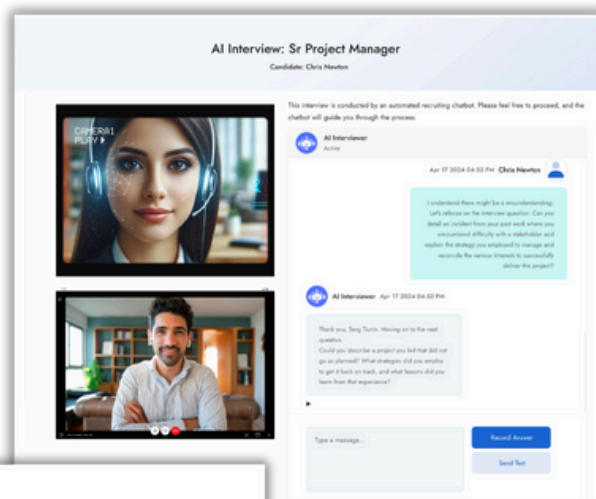 AI Interview: Sr Project Manager
Candidate: Chris Newton
This interview is conducted by an automated recruiting chatbot. Please feel free to proceed, and the
chatbot will guide you through the process.
CAMERA1
PLAY
AI Interviewer
Active
Apr 17 2024 04:53 PM Chris Newton
I understand there might be a misunderstanding.
Let's refocus on the interview question. Can you
detail an incident from your past work where you
encountered difficulty with a stakeholder and
explain the strategy you employed to manage and
reconcile the various interests to successfully
deliver the project?
AI Interviewer Apr 17 2024 04:53 PM
Thank you, Serg Tiurin. Moving on to the next
question.
Could you describe a project you led that did not
go as planned? What strategies did you employ
to get it back on track, and what lessons did you
learn from that experience?
Type a message...
Record Answer
Send Text